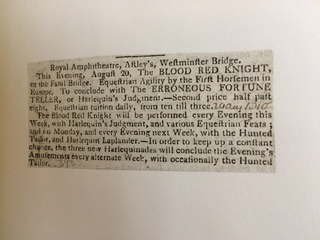 Royal Amphitheatre, Astley's, Westminster Bridge.
This Evening, August 20, The BLOOD RED KNIGHT,
or the Fatal Bridge. Equestrian Agility by the First Horsemen in
Europe. To conclude with The ERRONEOUS FORTUNE
TELLER, or Harlequin's Judgment.—Second price half past
eight. Equestrian tuition daily, from ten till three.
The Blood Red Knight will be performed every Evening this
Week, with Harlequin's Judgment, and various Equestrian Feats;
and on Monday, and every Evening next Week, with the Hunted
Tailor, and Harlequin Laplander.—In order to keep up a constant
change, the three new Harlequinades will conclude the Evening's
Amusements every alternate Week, with occasionally the Hunted
Tailor.